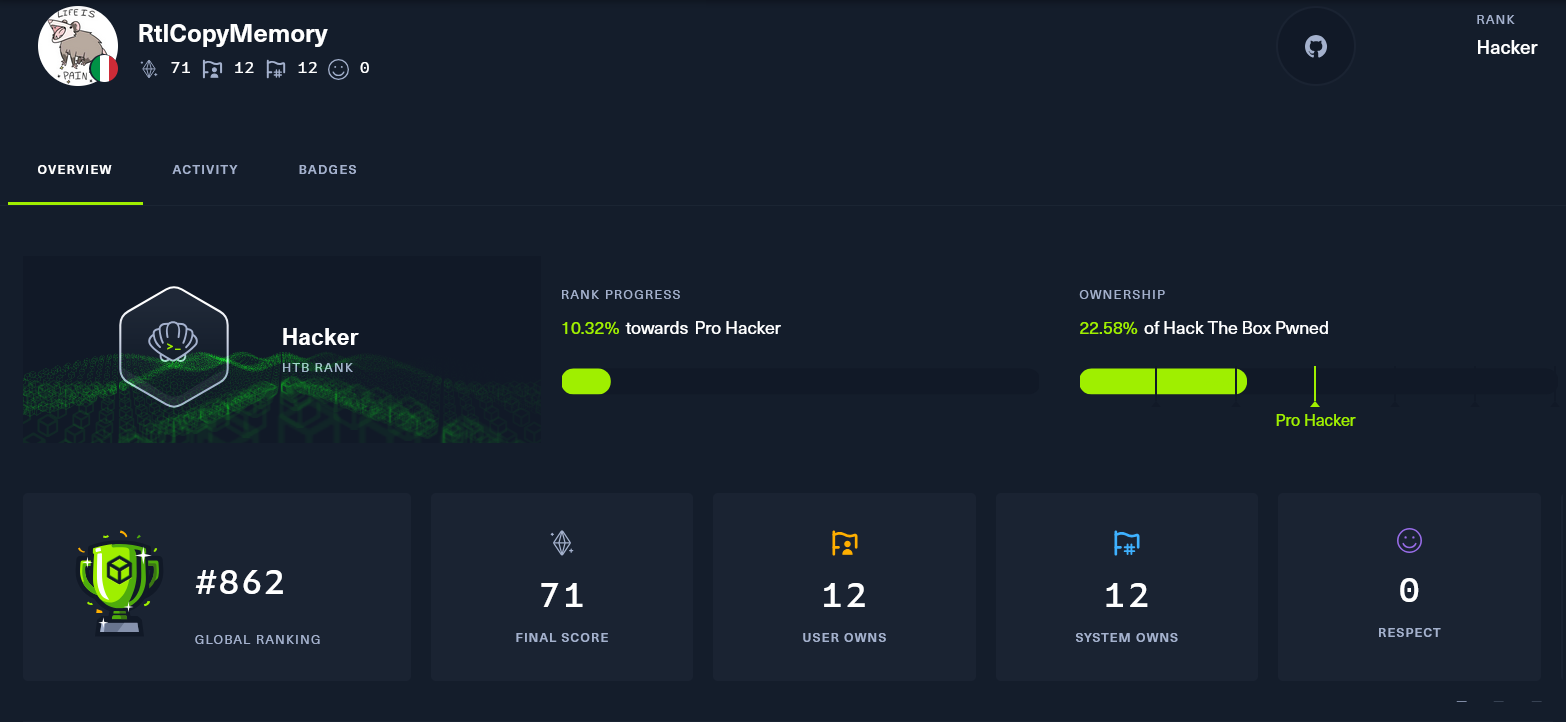 LIFE IS
PAIN
RtlCopyMemory
71 12 12 0
RANK
Hacker
OVERVIEW ACTIVITY BADGES
>_
Hacker
HTB RANK
RANK PROGRESS
10.32% towards Pro Hacker
OWNERSHIP
22.58% of Hack The Box Pwned
Pro Hacker
#862
GLOBAL RANKING
71
FINAL SCORE
12
USER OWNS
12
SYSTEM OWNS
0
RESPECT